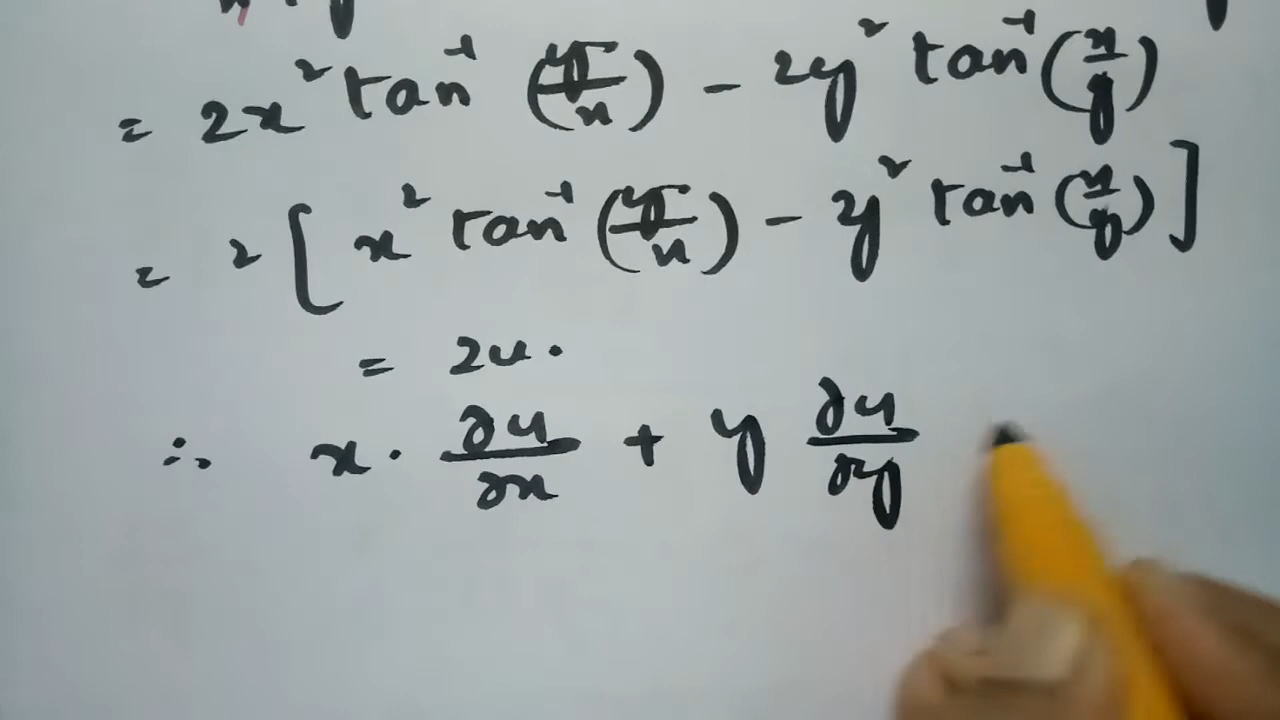 = 2x² tan⁻¹ (y/x) - 2y² tan⁻¹ (x/y)
= 2 [ x² tan⁻¹ (y/x) - y² tan⁻¹ (x/y) ]
= 2u.
∴ x · ∂u/∂x + y ∂u/∂y